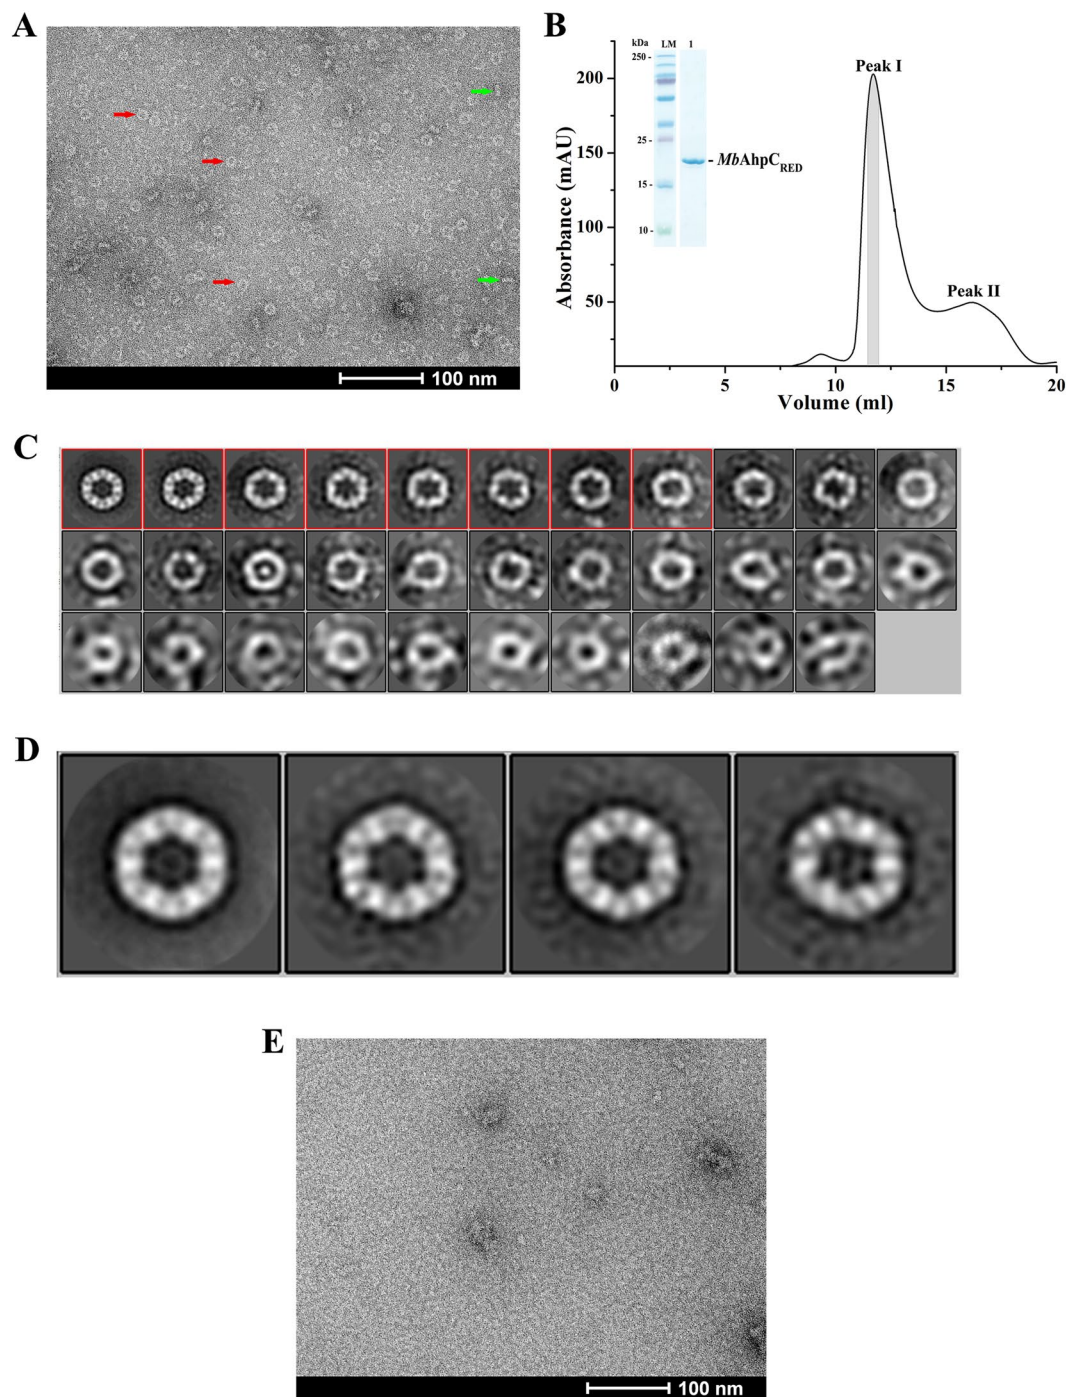 A
100 nm
B
kDa LM 1
250 -
25 -
15 -
10 -
- MbAhpCRED
Peak I
Peak II
200
150
100
50
Absorbance (mAU)
0 5 10 15 20
Volume (ml)
C
D
E
100 nm